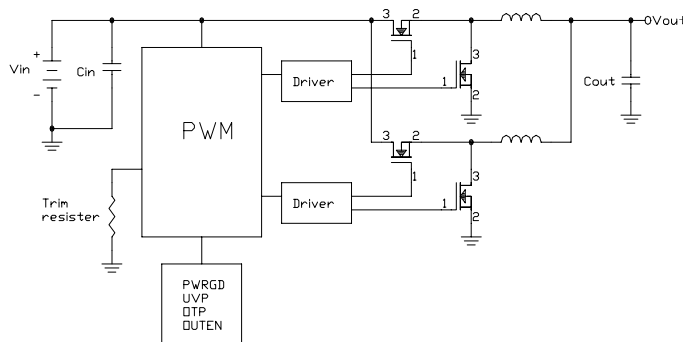 3
2
OVout
+
Vin
-
Cin
1
3
Driver
1
2
Cout
PWM
3
2
1
3
Trim
resister
Driver
1
2
PWRGD
UVP
OTP
OUTEN